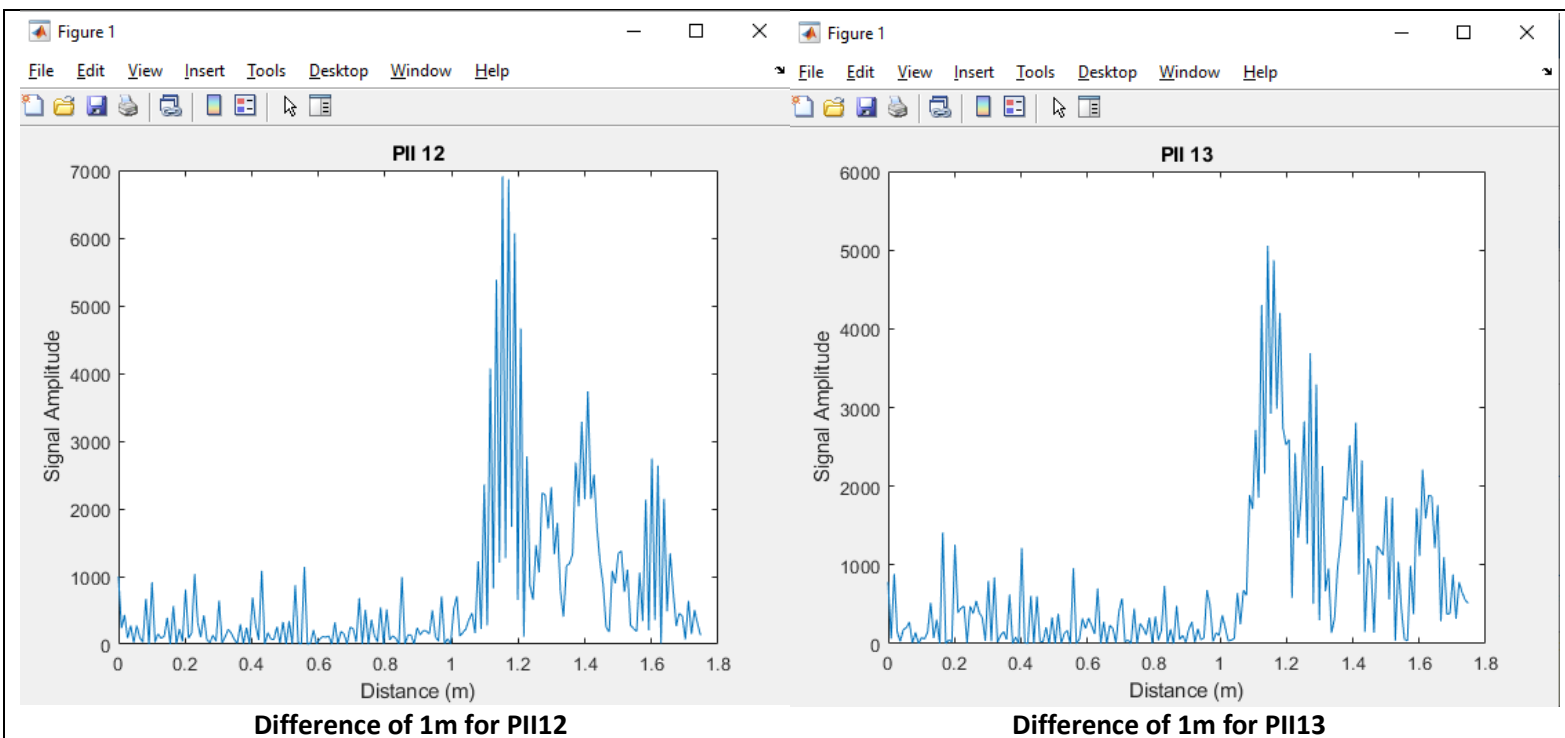 Figure 1
File Edit View Insert Tools Desktop Window Help
PII 12
7000
6000
5000
4000
3000
2000
1000
0
Signal Amplitude
0 0.2 0.4 0.6 0.8 1 1.2 1.4 1.6 1.8
Distance (m)
Difference of 1m for PII12
Figure 1
File Edit View Insert Tools Desktop Window Help
PII 13
6000
5000
4000
3000
2000
1000
0
Signal Amplitude
0 0.2 0.4 0.6 0.8 1 1.2 1.4 1.6 1.8
Distance (m)
Difference of 1m for PII13